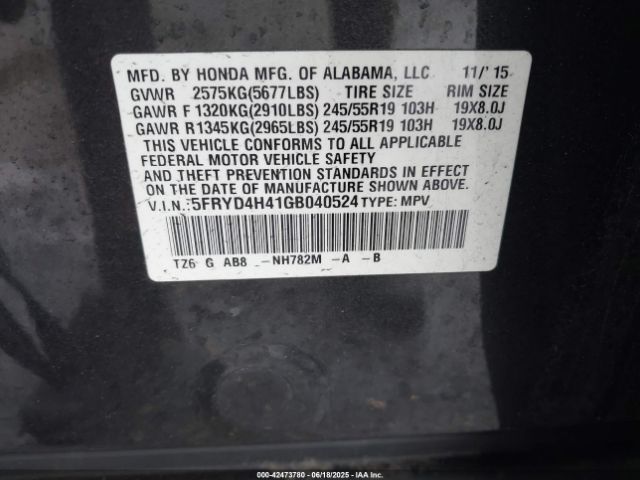 MFD. BY HONDA MFG. OF ALABAMA, LLC 11/'15
GVWR 2575KG(5677LBS) TIRE SIZE RIM SIZE
GAWR F 1320KG(2910LBS) 245/55R19 103H 19X8.0J
GAWR R 1345KG(2965LBS) 245/55R19 103H 19X8.0J
THIS VEHICLE CONFORMS TO ALL APPLICABLE
FEDERAL MOTOR VEHICLE SAFETY
AND THEFT PREVENTION STANDARDS IN EFFECT
ON THE DATE OF MANUFACTURE SHOWN ABOVE.
V.I.N.:5FRYD4H41GB040524 TYPE: MPV
TZ6 G AB8 -NH782M -A -B
© IAA 000-42473780 - 06/18/2025 - iaai.com